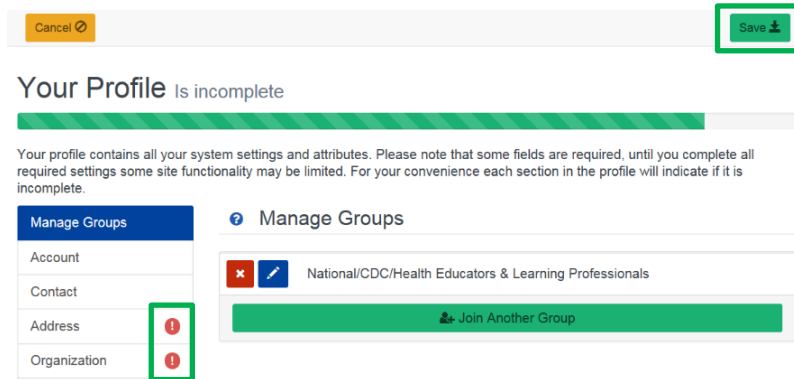 Cancel
Save
Your Profile Is incomplete
Your profile contains all your system settings and attributes. Please note that some fields are required, until you complete all
required settings some site functionality may be limited. For your convenience each section in the profile will indicate if it is
incomplete.
Manage Groups
? Manage Groups
Account
National/CDC/Health Educators & Learning Professionals
Contact
Join Another Group
Address !
Organization !